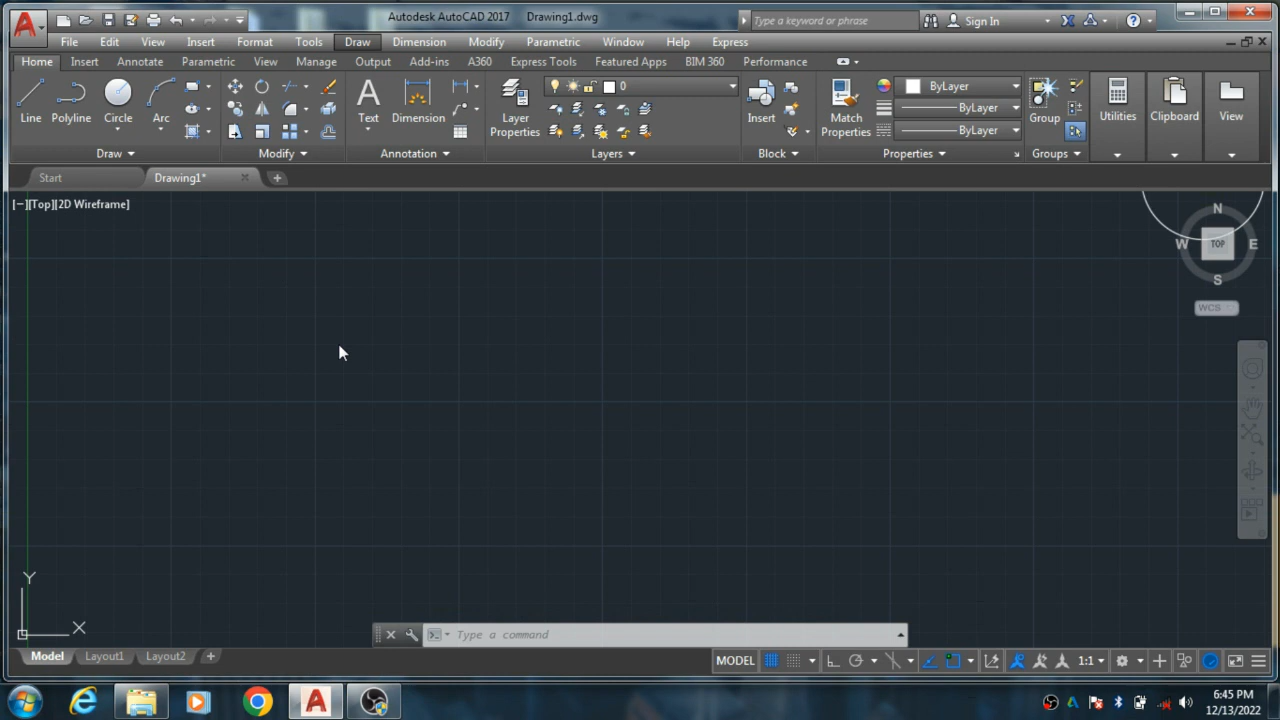 Autodesk AutoCAD 2017 Drawing1.dwg
Type a keyword or phrase
Sign In
File Edit View Insert Format Tools Draw Dimension Modify Parametric Window Help Express
Home Insert Annotate Parametric View Manage Output Add-ins A360 Express Tools Featured Apps BIM 360 Performance
0
ByLayer
ByLayer
ByLayer
Line Polyline Circle Arc Text Dimension Layer Properties Insert Match Properties Group Utilities Clipboard View
Draw Modify Annotation Layers Block Properties Groups
Start Drawing1*
[−][Top][2D Wireframe]
N
W TOP E
S
WCS
Y
X
Type a command
Model Layout1 Layout2
MODEL 1:1
6:45 PM
12/13/2022